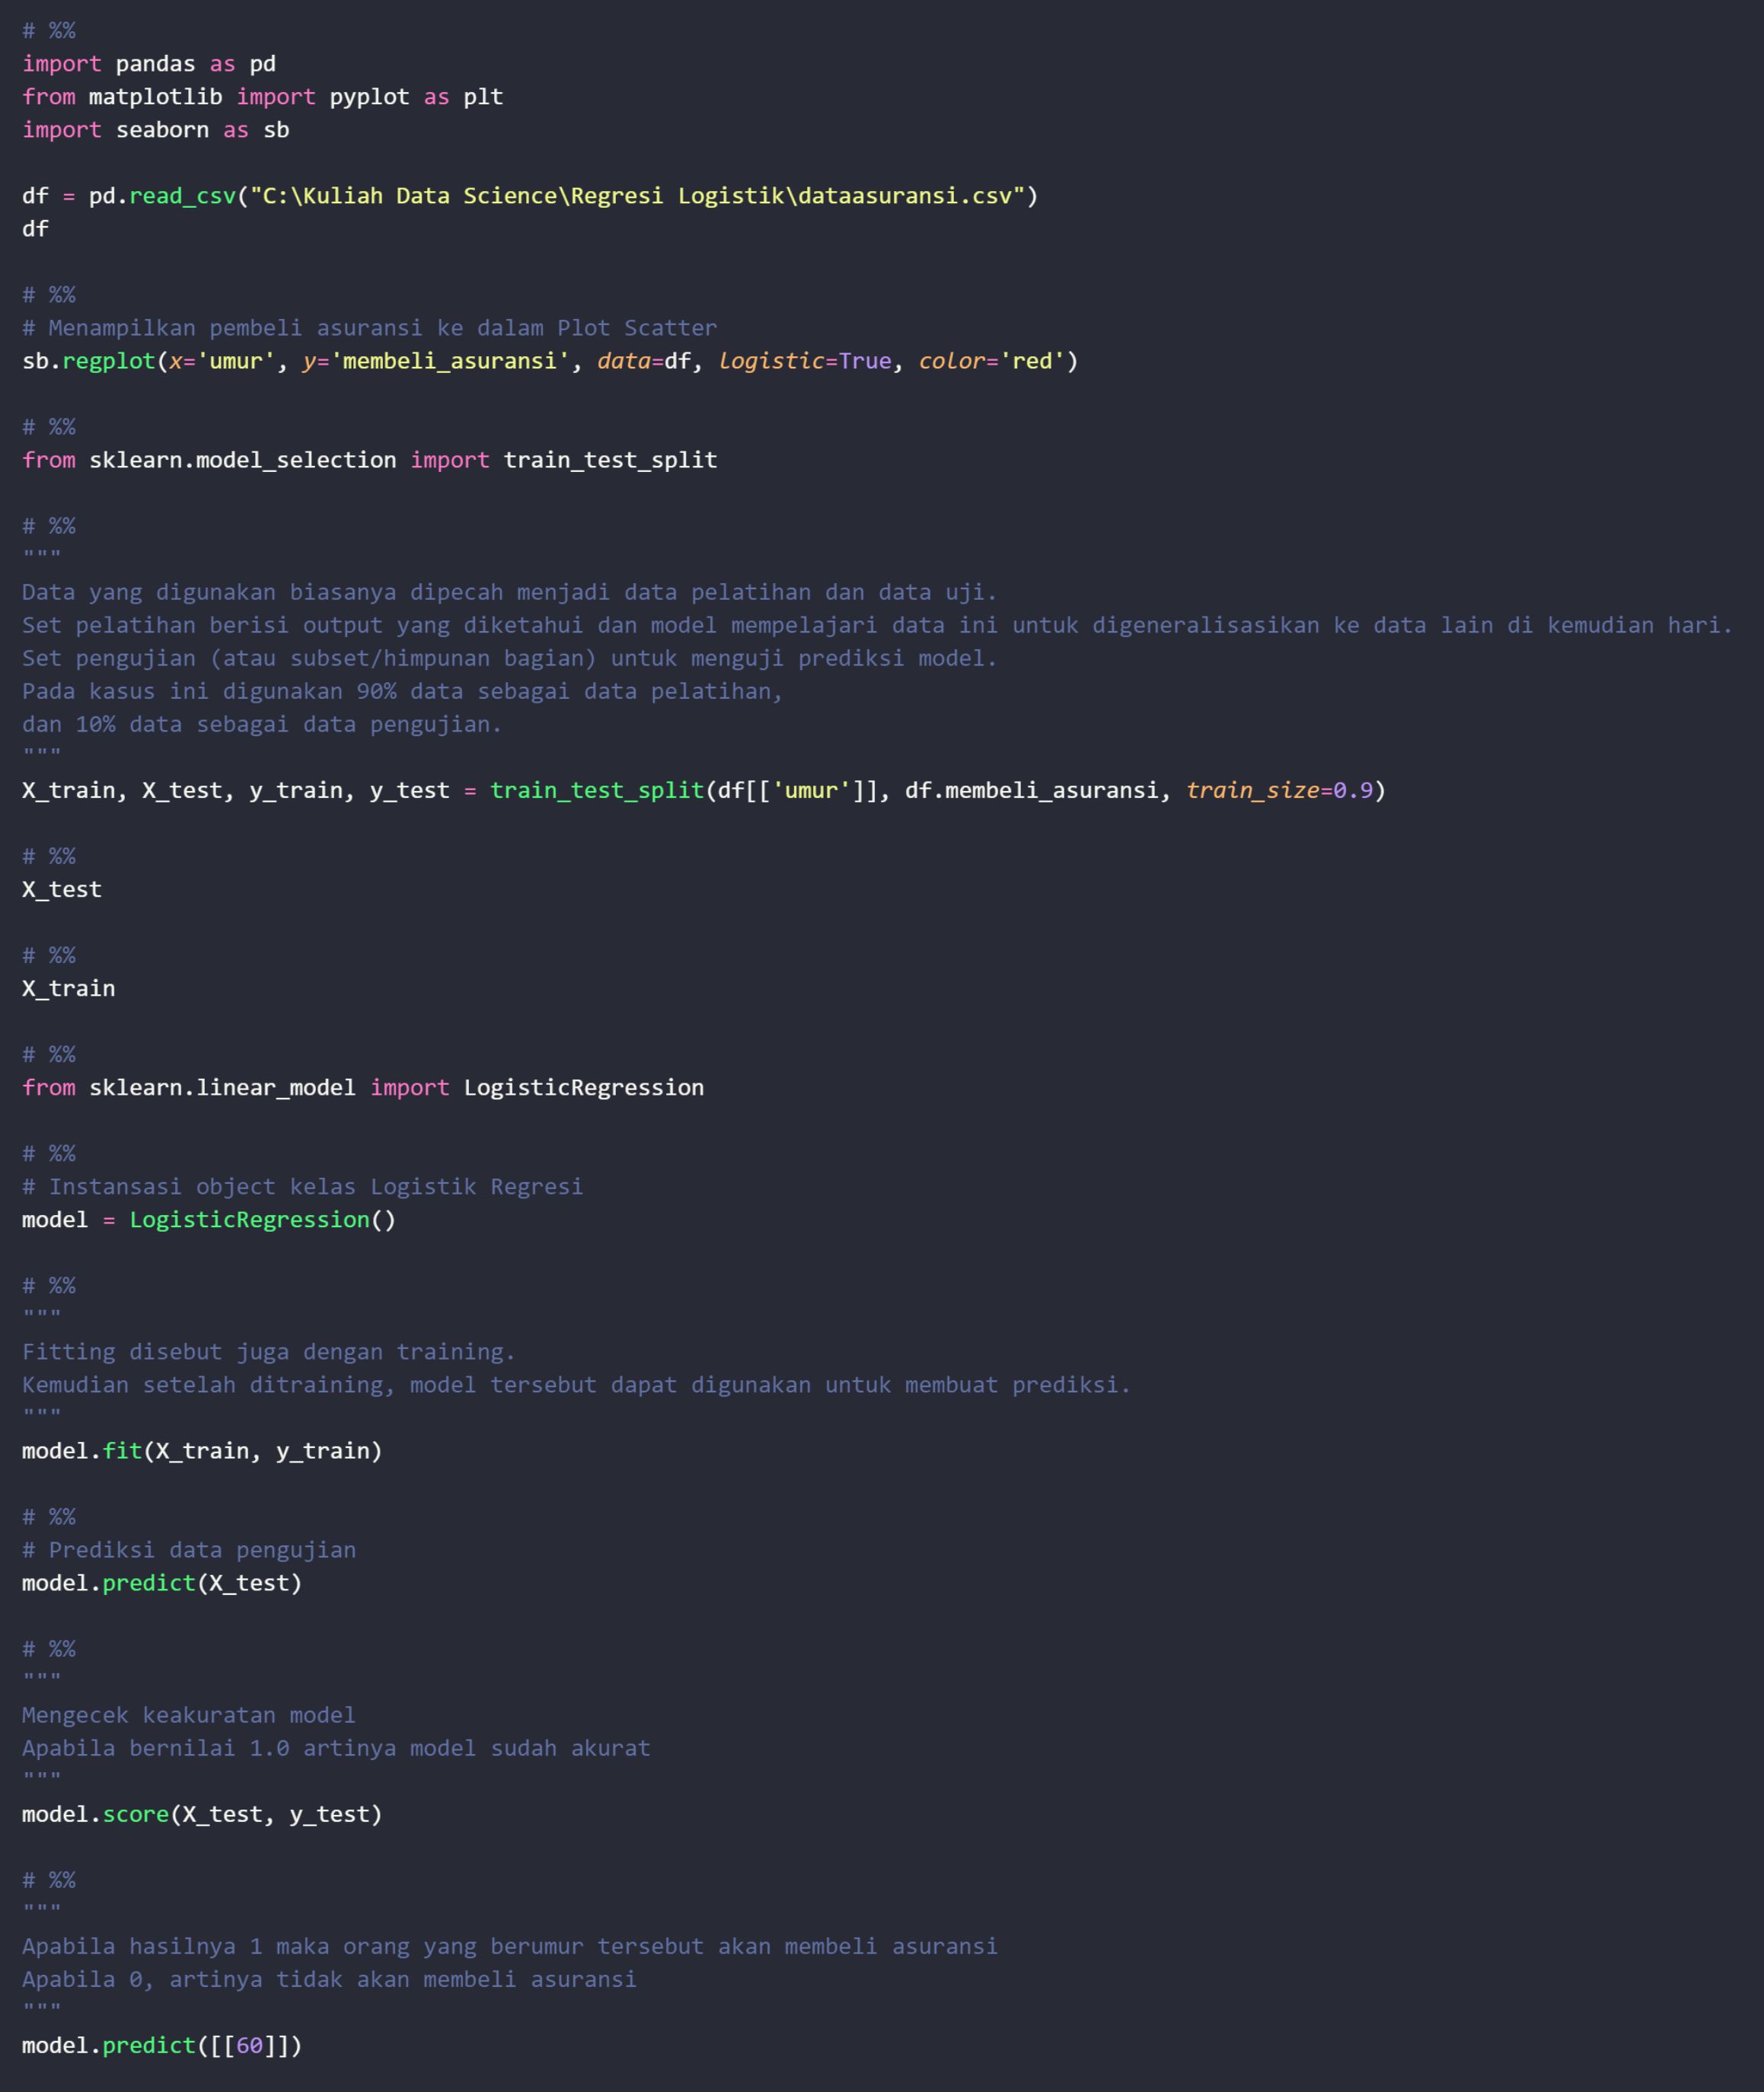 # %%
import pandas as pd
from matplotlib import pyplot as plt
import seaborn as sb
df = pd.read_csv("C:\Kuliah Data Science\Regresi Logistik\dataasuransi.csv")
df
# %%
# Menampilkan pembeli asuransi ke dalam Plot Scatter
sb.regplot(x='umur', y='membeli_asuransi', data=df, logistic=True, color='red')
# %%
from sklearn.model_selection import train_test_split
# %%
"""
Data yang digunakan biasanya dipecah menjadi data pelatihan dan data uji.
Set pelatihan berisi output yang diketahui dan model mempelajari data ini untuk digeneralisasikan ke data lain di kemudian hari.
Set pengujian (atau subset/himpunan bagian) untuk menguji prediksi model.
Pada kasus ini digunakan 90% data sebagai data pelatihan,
dan 10% data sebagai data pengujian.
"""
X_train, X_test, y_train, y_test = train_test_split(df[['umur']], df.membeli_asuransi, train_size=0.9)
# %%
X_test
# %%
X_train
# %%
from sklearn.linear_model import LogisticRegression
# %%
# Instansasi object kelas Logistik Regresi
model = LogisticRegression()
# %%
"""
Fitting disebut juga dengan training.
Kemudian setelah ditraining, model tersebut dapat digunakan untuk membuat prediksi.
"""
model.fit(X_train, y_train)
# %%
# Prediksi data pengujian
model.predict(X_test)
# %%
"""
Mengecek keakuratan model
Apabila bernilai 1.0 artinya model sudah akurat
"""
model.score(X_test, y_test)
# %%
"""
Apabila hasilnya 1 maka orang yang berumur tersebut akan membeli asuransi
Apabila 0, artinya tidak akan membeli asuransi
"""
model.predict([[60]])